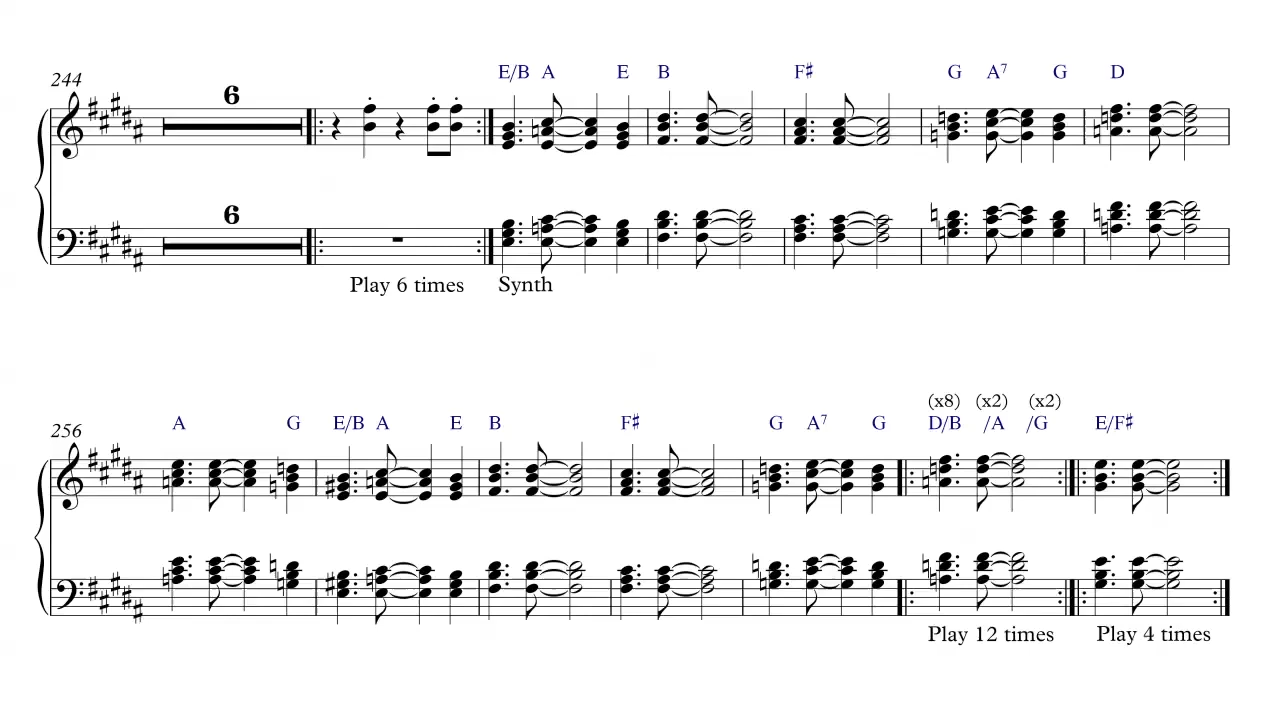 E/B A E B F♯ G A7 G D
244 6
6
Play 6 times Synth
(x8) (x2) (x2)
A G E/B A E B F♯ G A7 G D/B /A /G E/F♯
256
Play 12 times Play 4 times